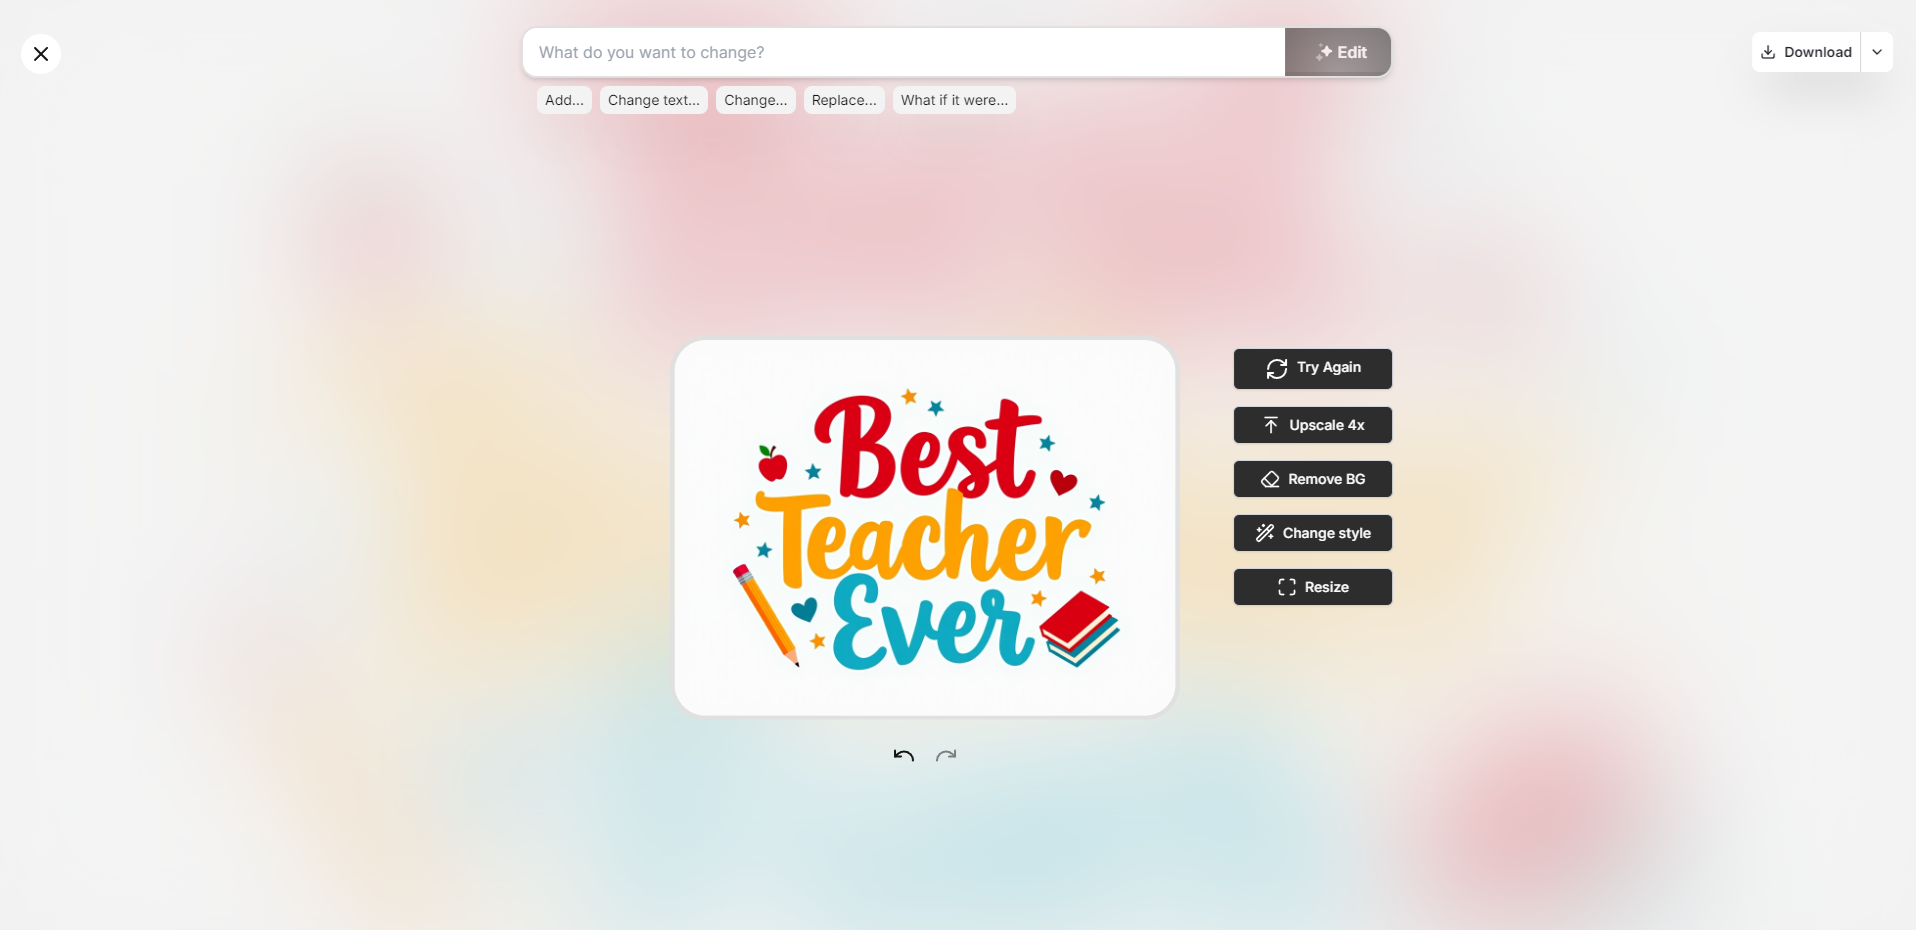 What do you want to change?
Edit
Download
Add...
Change text...
Change...
Replace...
What if it were...
Best
Teacher
Ever
Try Again
Upscale 4x
Remove BG
Change style
Resize